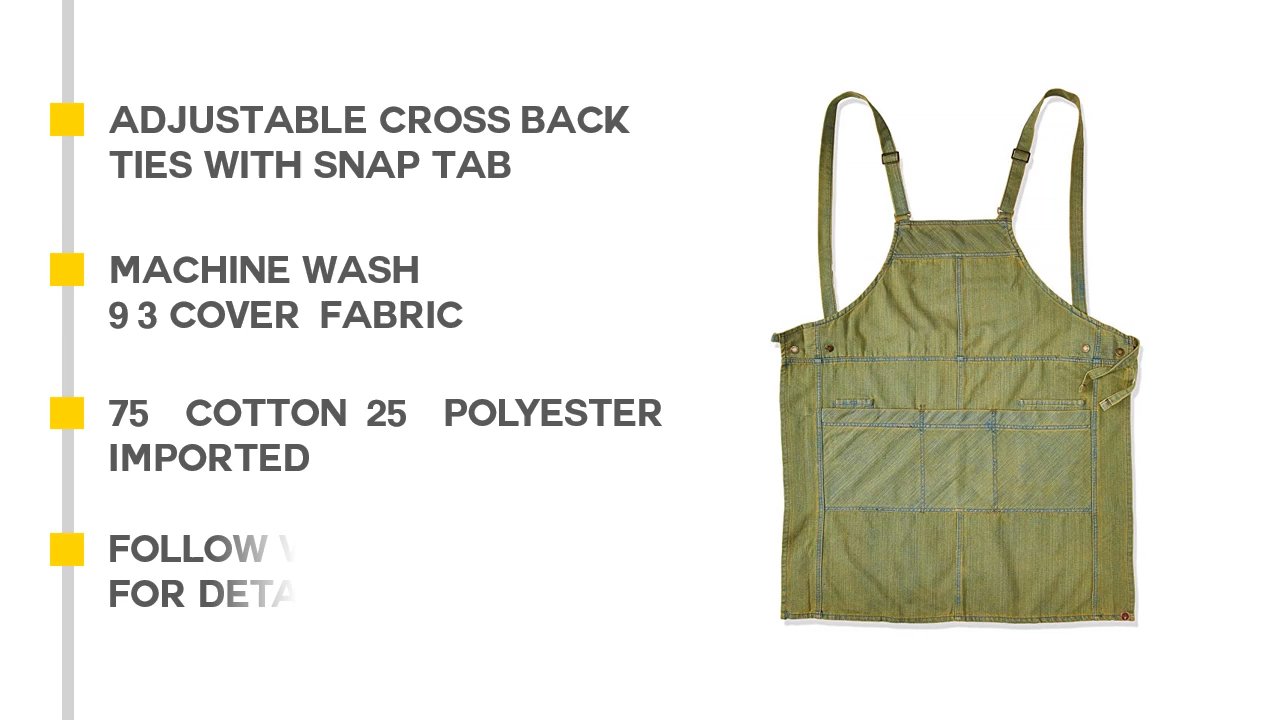 ADJUSTABLE CROSS BACK
TIES WITH SNAP TAB
MACHINE WASH
9 3 COVER FABRIC
75 COTTON 25 POLYESTER
IMPORTED
FOLLOW
FOR